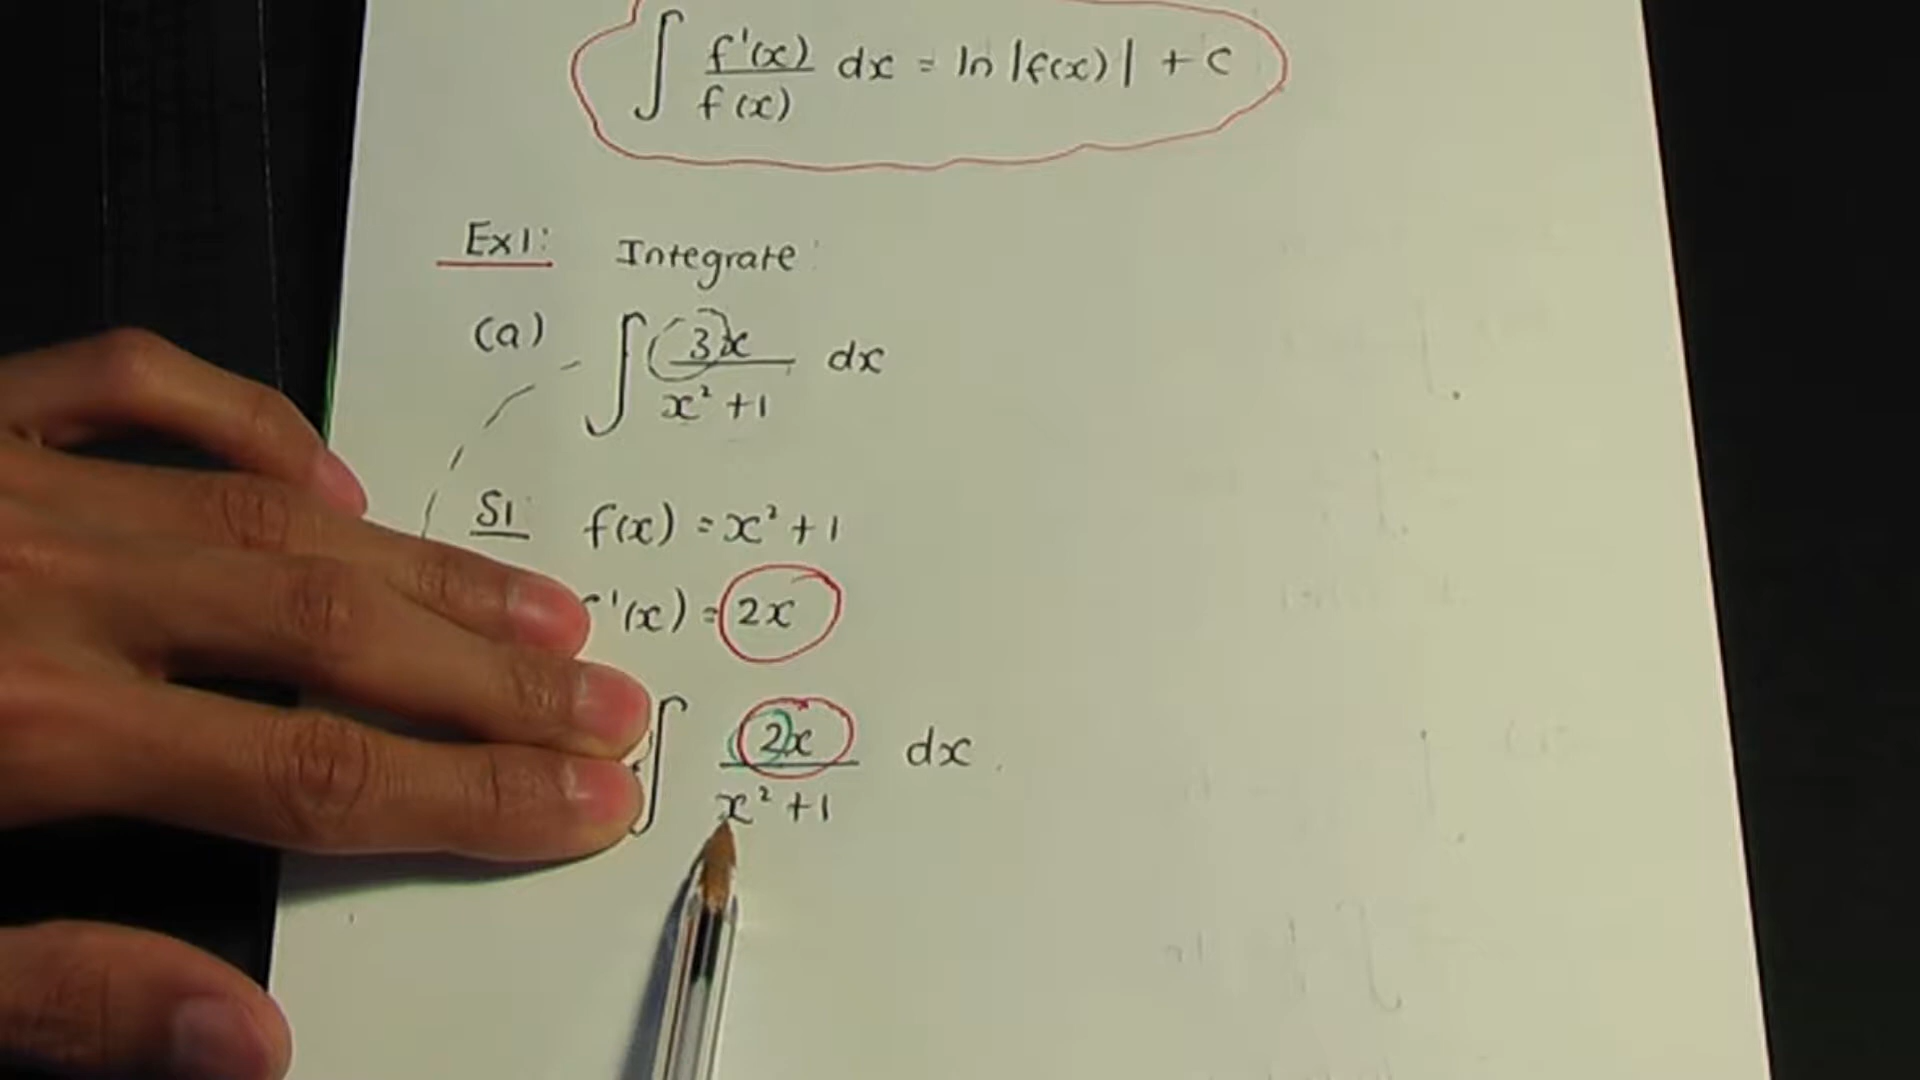 ∫ f'(x)/f(x) dx = ln |f(x)| + c
Ex1: Integrate:
(a) ∫ 3x/x²+1 dx
S1 f(x) = x²+1
'(x) = 2x
∫ 2x/x²+1 dx.